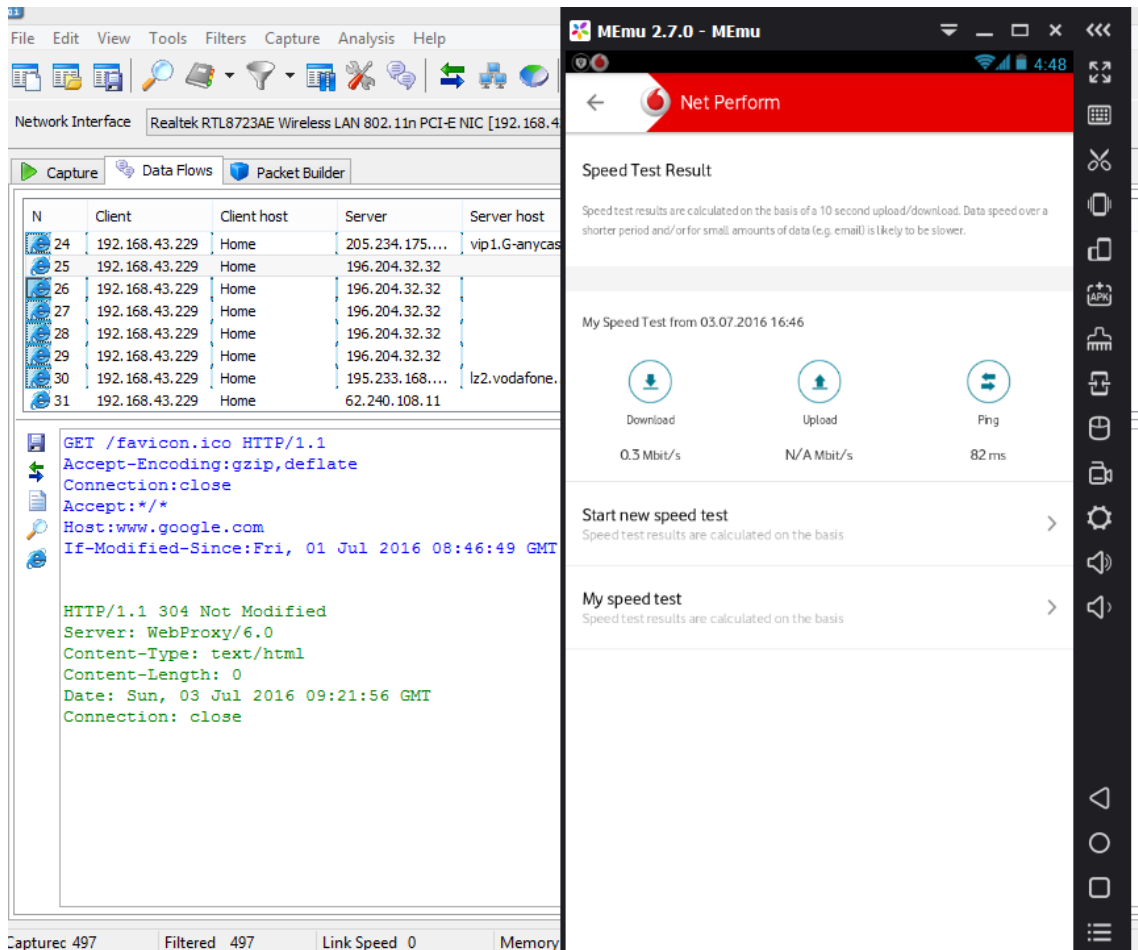 File Edit View Tools Filters Capture Analysis Help
Network Interface Realtek RTL8723AE Wireless LAN 802.11n PCI-E NIC [192.168.4
Capture Data Flows Packet Builder
N Client Client host Server Server host
24 192.168.43.229 Home 205.234.175.... vip1.G-anycas
25 192.168.43.229 Home 196.204.32.32
26 192.168.43.229 Home 196.204.32.32
27 192.168.43.229 Home 196.204.32.32
28 192.168.43.229 Home 196.204.32.32
29 192.168.43.229 Home 196.204.32.32
30 192.168.43.229 Home 195.233.168.... lz2.vodafone.
31 192.168.43.229 Home 62.240.108.11
GET /favicon.ico HTTP/1.1
Accept-Encoding:gzip,deflate
Connection:close
Accept:*/*
Host:www.google.com
If-Modified-Since:Fri, 01 Jul 2016 08:46:49 GMT
HTTP/1.1 304 Not Modified
Server: WebProxy/6.0
Content-Type: text/html
Content-Length: 0
Date: Sun, 03 Jul 2016 09:21:56 GMT
Connection: close
Captured 497 Filtered 497 Link Speed 0 Memory
MEmu 2.7.0 - MEmu
4:48
Net Perform
Speed Test Result
Speed test results are calculated on the basis of a 10 second upload/download. Data speed over a
shorter period and/or for small amounts of data (e.g. email) is likely to be slower.
My Speed Test from 03.07.2016 16:46
Download Upload Ping
0.3 Mbit/s N/A Mbit/s 82 ms
Start new speed test
Speed test results are calculated on the basis
My speed test
Speed test results are calculated on the basis
APK